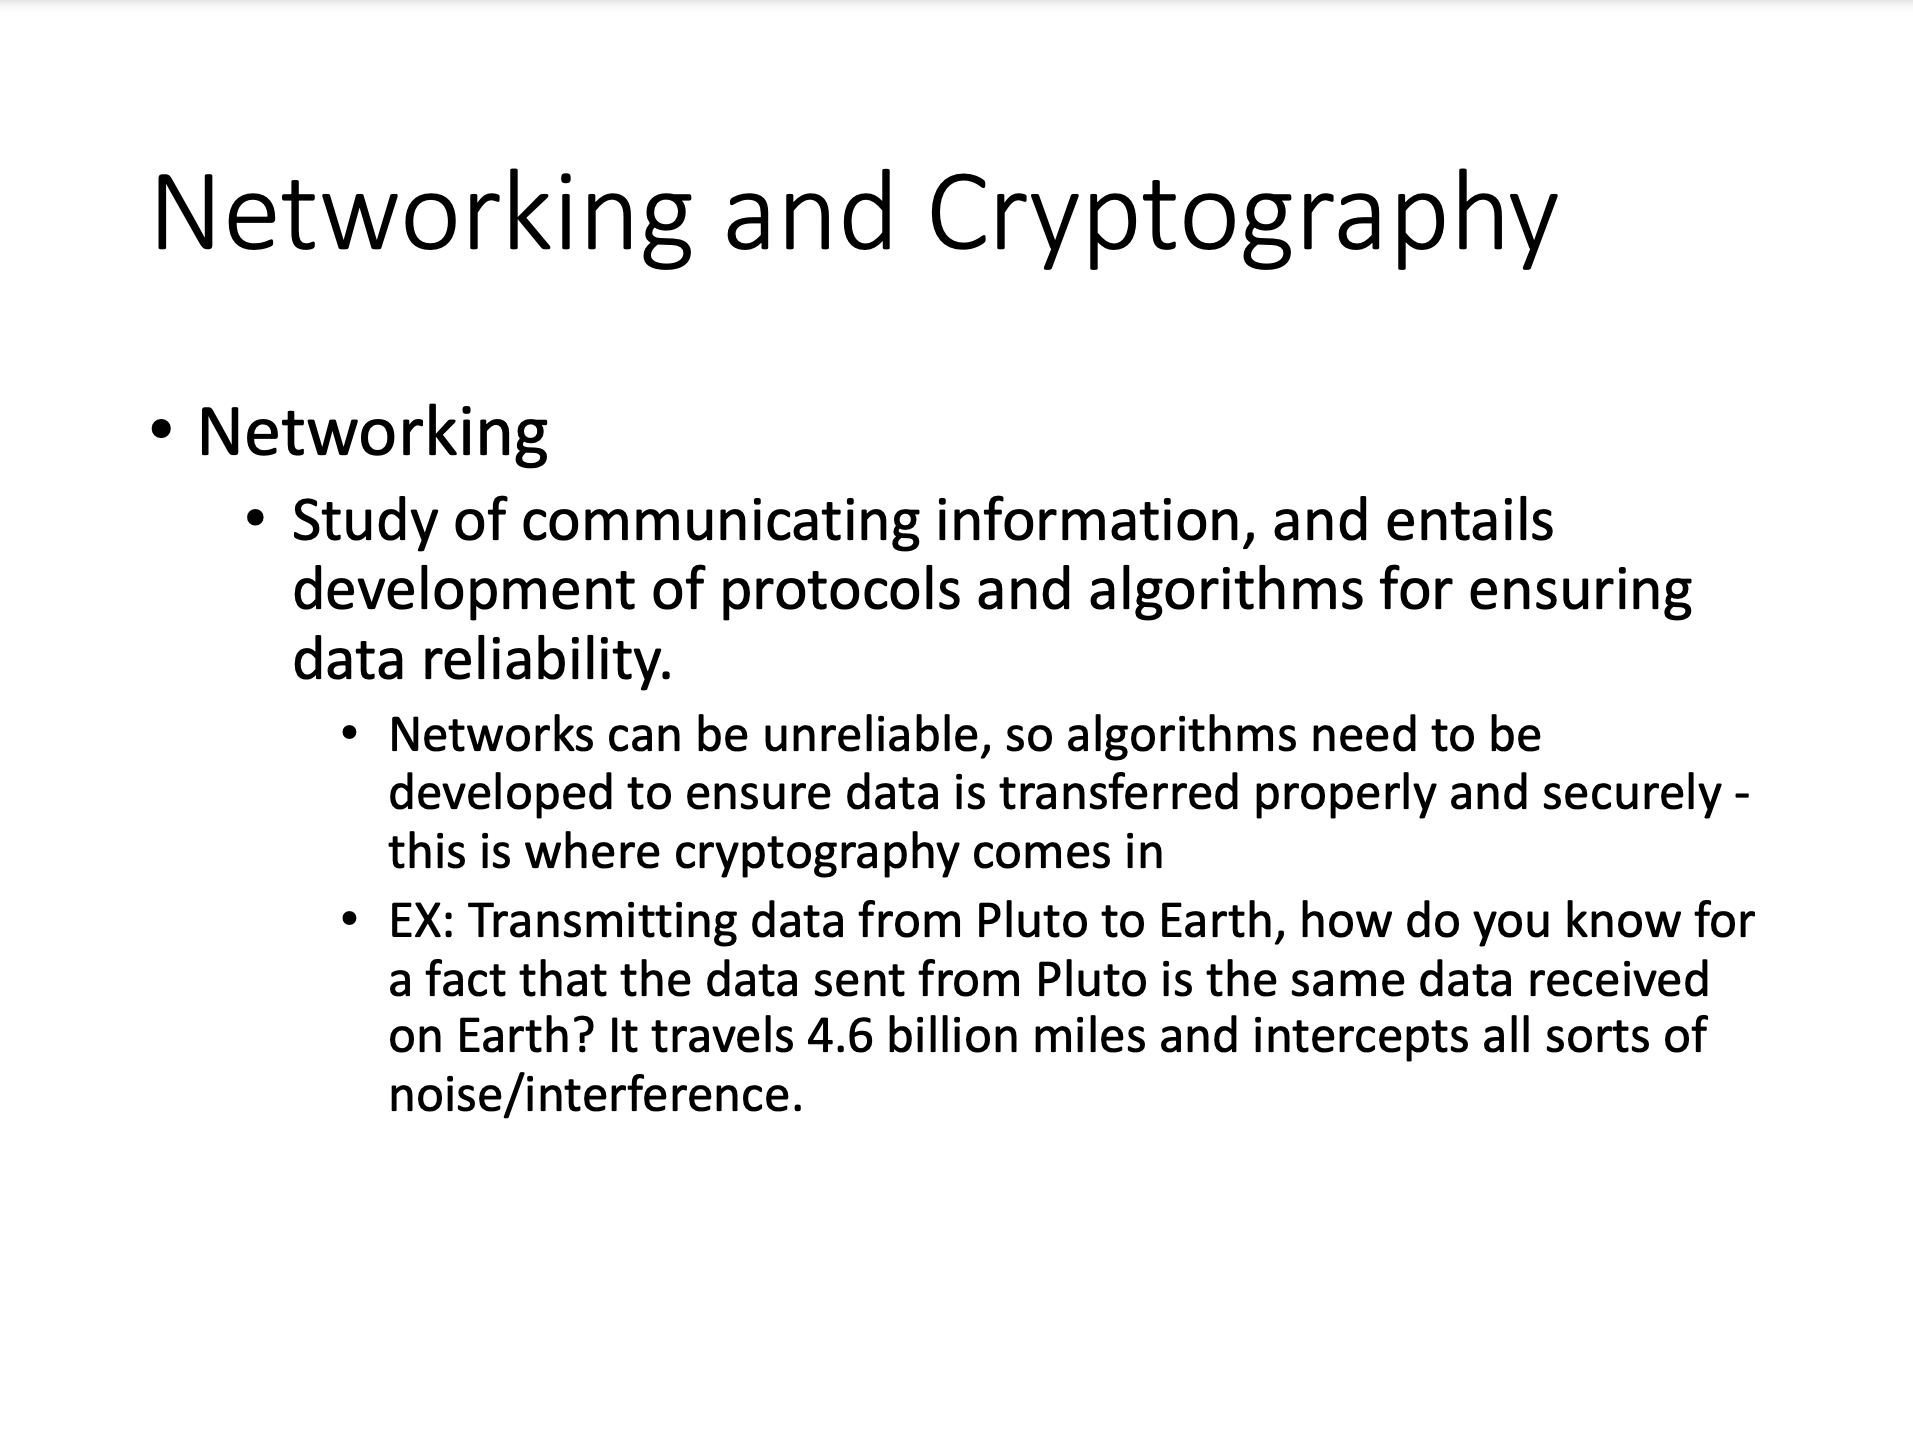 Networking and Cryptography
• Networking
• Study of communicating information, and entails
development of protocols and algorithms for ensuring
data reliability.
• Networks can be unreliable, so algorithms need to be
developed to ensure data is transferred properly and securely -
this is where cryptography comes in
• EX: Transmitting data from Pluto to Earth, how do you know for
a fact that the data sent from Pluto is the same data received
on Earth? It travels 4.6 billion miles and intercepts all sorts of
noise/interference.